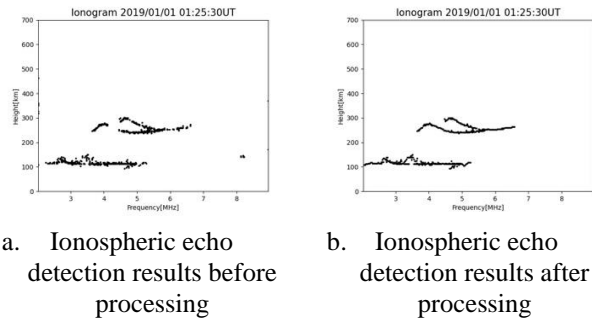 Ionogram 2019/01/01 01:25:30UT
700
600
500
400
300
200
100
0
Height[km]
3 4 5 6 7 8
Frequency[MHz]
Ionogram 2019/01/01 01:25:30UT
700
600
500
400
300
200
100
0
Height[km]
3 4 5 6 7 8
Frequency[MHz]
a. Ionospheric echo
detection results before
processing
b. Ionospheric echo
detection results after
processing